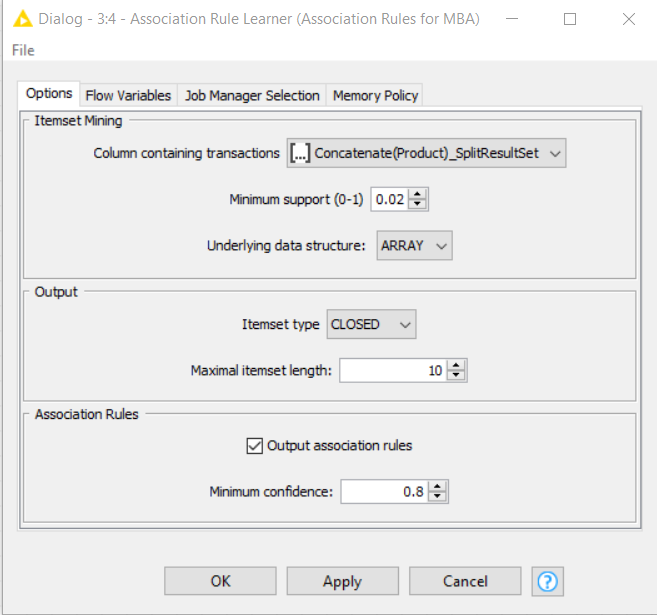 Dialog - 3:4 - Association Rule Learner (Association Rules for MBA)
File
Options Flow Variables Job Manager Selection Memory Policy
Itemset Mining
Column containing transactions [...] Concatenate(Product)_SplitResultSet
Minimum support (0-1) 0.02
Underlying data structure: ARRAY
Output
Itemset type CLOSED
Maximal itemset length: 10
Association Rules
Output association rules
Minimum confidence: 0.8
OK Apply Cancel ?